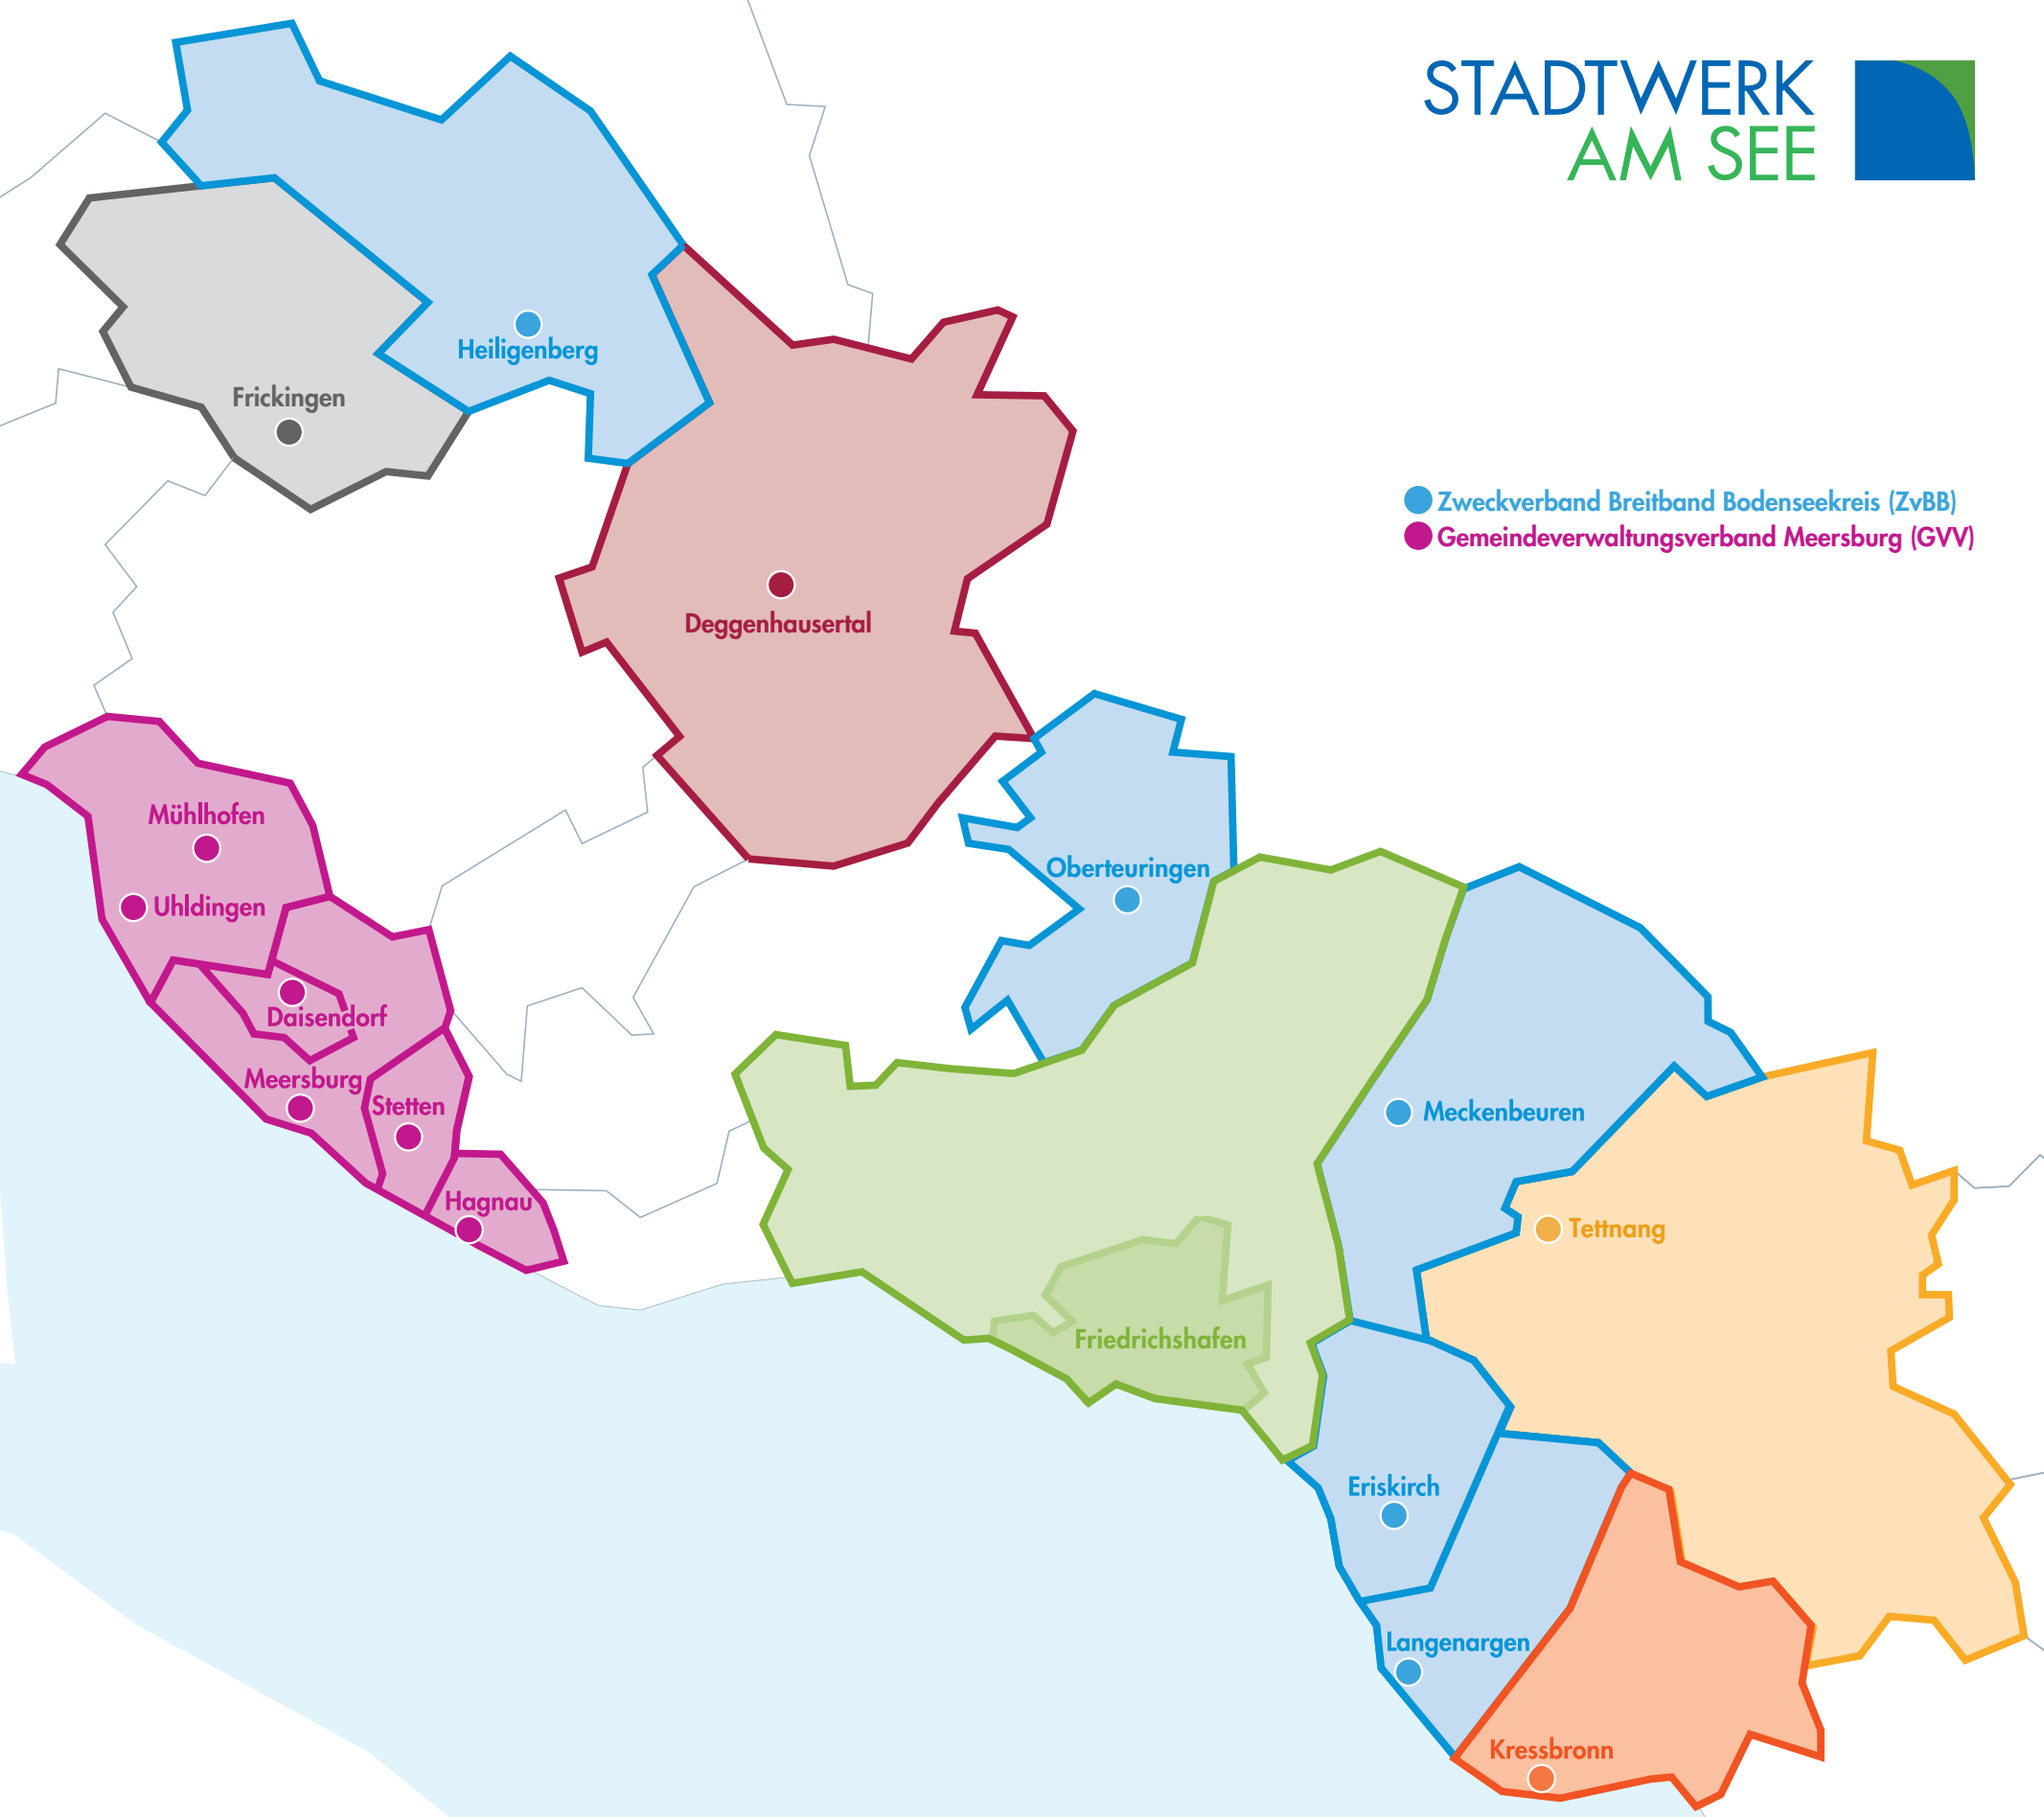 STADTWERK
AM SEE
Heiligenberg
Frickingen
Zweckverband Breitband Bodenseekreis (ZvBB)
Gemeindeverwaltungsverband Meersburg (GVV)
Deggenhausertal
Mühlhofen
Oberteuringen
Uhldingen
Daisendorf
Meersburg
Stetten
Meckenbeuren
Hagnau
Tettnang
Friedrichshafen
Eriskirch
Langenargen
Kressbronn